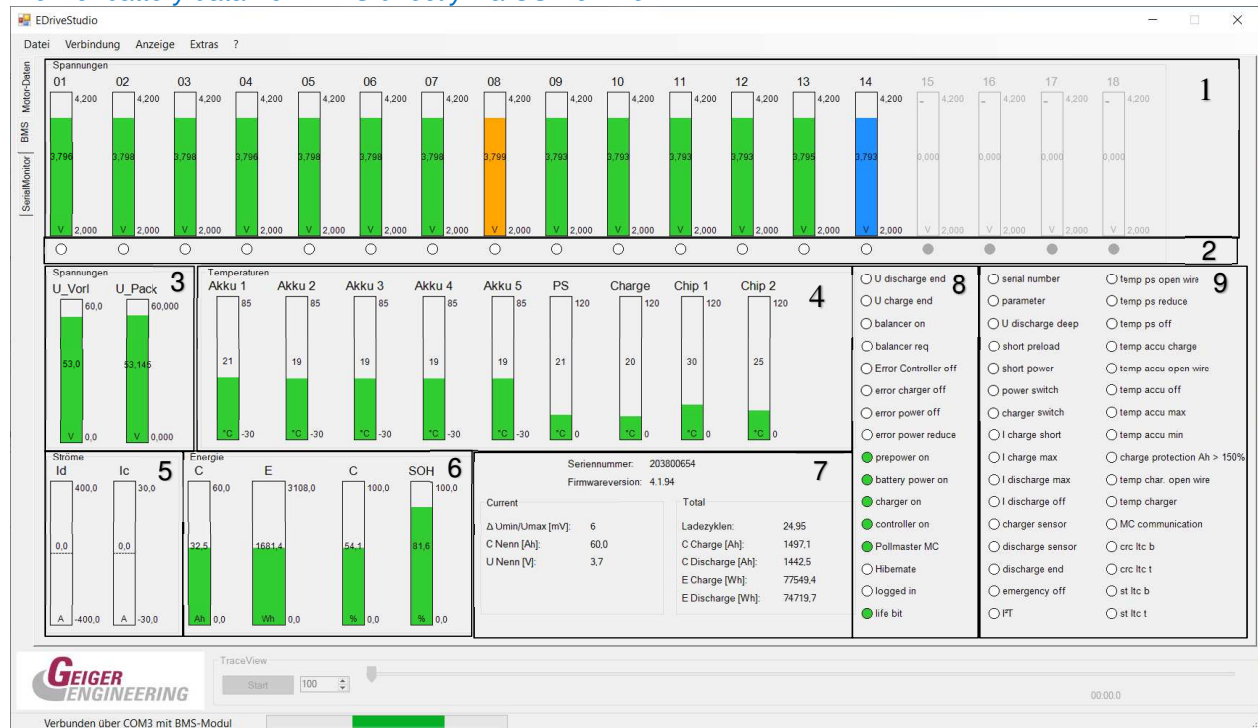 EDriveStudio
Datei Verbindung Anzeige Extras ?
Motor-Daten
BMS
SerialMonitor
Spannungen
01 02 03 04 05 06 07 08 09 10 11 12 13 14 15 16 17 18
4,200 4,200 4,200 4,200 4,200 4,200 4,200 4,200 4,200 4,200 4,200 4,200 4,200 4,200 4,200 4,200 4,200 4,200
1
3,796 3,798 3,798 3,796 3,798 3,798 3,798 3,799 3,793 3,793 3,793 3,793 3,795 3,793 0,000 0,000 0,000 0,000
V 2,000 V 2,000 V 2,000 V 2,000 V 2,000 V 2,000 V 2,000 V 2,000 V 2,000 V 2,000 V 2,000 V 2,000 V 2,000 V 2,000 V 2,000 V 2,000 V 2,000 V 2,000
2
Spannungen
3
U_Vorl U_Pack
60,0 60,000
53,0 53,145
V 0,0 V 0,000
Temperaturen
4
Akku 1 Akku 2 Akku 3 Akku 4 Akku 5 PS Charge Chip 1 Chip 2
85 85 85 85 85 120 120 120 120
21 19 19 19 19 21 20 30 25
°C -30 °C -30 °C -30 °C -30 °C -30 °C 0 °C 0 °C 0 °C 0
Ströme
5
Id Ic
400,0 30,0
0,0 0,0
A -400,0 A -30,0
Energie
6
C E C SOH
60,0 3108,0 100,0 100,0
32,5 1681,4 54,1 81,6
Ah 0,0 Wh 0,0 % 0,0 % 0,0
7
Seriennummer: 203800654
Firmwareversion: 4.1.94
Current
Δ Umin/Umax [mV]: 6
C Nenn [Ah]: 60,0
U Nenn [V]: 3,7
Total
Ladezyklen: 24,95
C Charge [Ah]: 1497,1
C Discharge [Ah]: 1442,5
E Charge [Wh]: 77549,4
E Discharge [Wh]: 74719,7
8
U discharge end
U charge end
balancer on
balancer req
Error Controller off
error charger off
error power off
error power reduce
prepower on
battery power on
charger on
controller on
Pollmaster MC
Hibernate
logged in
life bit
9
serial number
parameter
U discharge deep
short preload
short power
power switch
charger switch
I charge short
I charge max
I discharge max
I discharge off
charger sensor
discharge sensor
discharge end
emergency off
I²T
temp ps open wire
temp ps reduce
temp ps off
temp accu charge
temp accu open wire
temp accu off
temp accu max
temp accu min
charge protection Ah > 150%
temp char. open wire
temp charger
MC communication
crc ltc b
crc ltc t
st ltc b
st ltc t
GEIGER
ENGINEERING
TraceView
Start 100
00:00.0
Verbunden über COM3 mit BMS-Modul